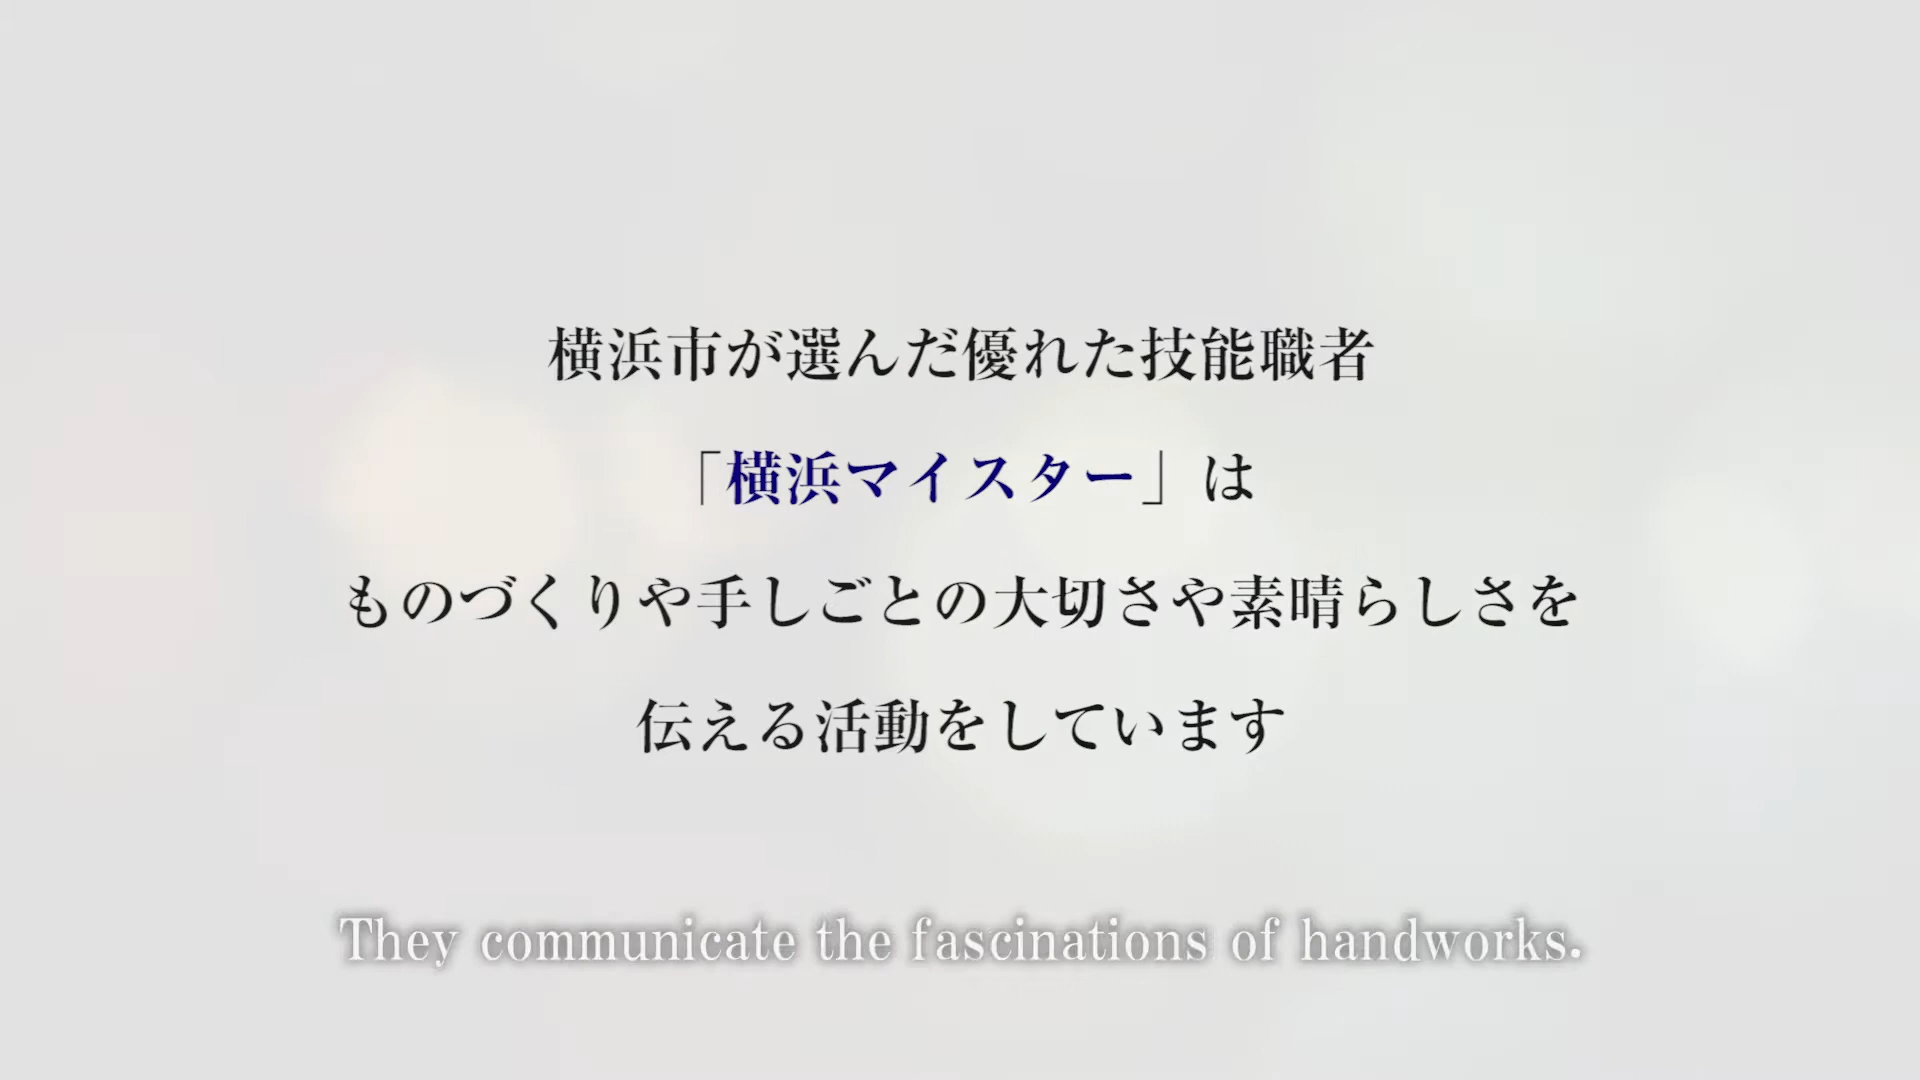 横浜市が選んだ優れた技能職者
「横浜マイスター」は
ものづくりや手しごとの大切さや素晴らしさを
伝える活動をしています
They communicate the fascinations of handworks.